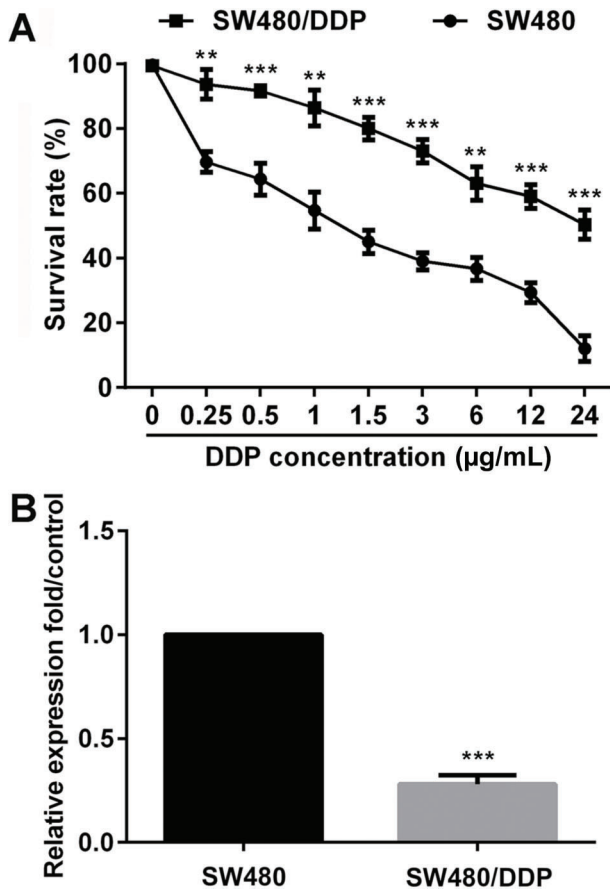 A
SW480/DDP SW480
Survival rate (%)
100
80
60
40
20
0
** *** ** *** *** ** *** ***
0 0.25 0.5 1 1.5 3 6 12 24
DDP concentration (µg/mL)
B
Relative expression fold/control
1.5
1.0
0.5
0.0
***
SW480 SW480/DDP